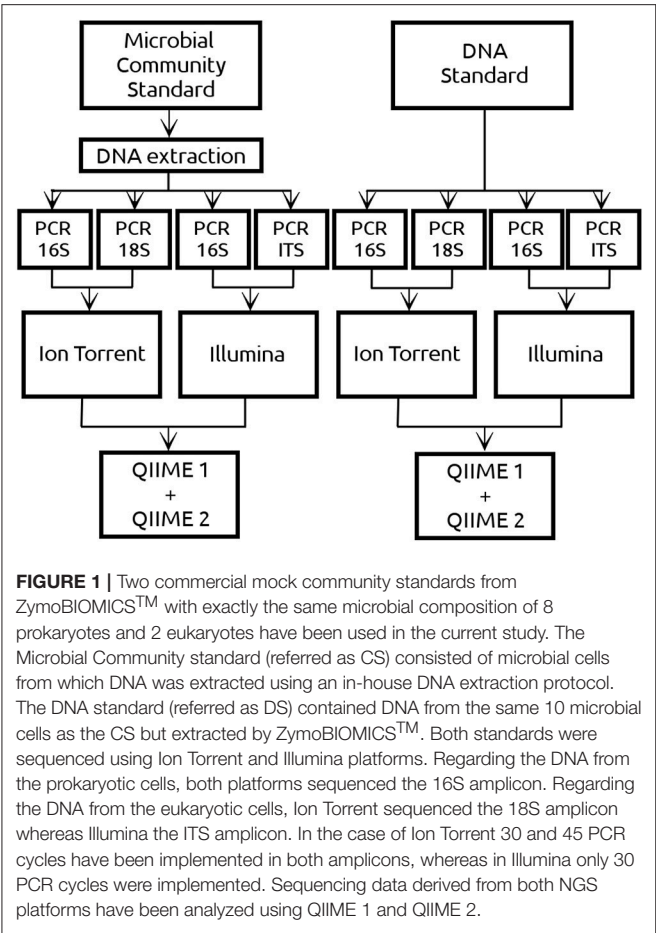 Microbial
Community
Standard
DNA
Standard
DNA extraction
PCR
16S
PCR
18S
PCR
16S
PCR
ITS
PCR
16S
PCR
18S
PCR
16S
PCR
ITS
Ion Torrent
Illumina
Ion Torrent
Illumina
QIIME 1
+
QIIME 2
QIIME 1
+
QIIME 2
FIGURE 1 | Two commercial mock community standards from
ZymoBIOMICS™ with exactly the same microbial composition of 8
prokaryotes and 2 eukaryotes have been used in the current study. The
Microbial Community standard (referred as CS) consisted of microbial cells
from which DNA was extracted using an in-house DNA extraction protocol.
The DNA standard (referred as DS) contained DNA from the same 10 microbial
cells as the CS but extracted by ZymoBIOMICS™. Both standards were
sequenced using Ion Torrent and Illumina platforms. Regarding the DNA from
the prokaryotic cells, both platforms sequenced the 16S amplicon. Regarding
the DNA from the eukaryotic cells, Ion Torrent sequenced the 18S amplicon
whereas Illumina the ITS amplicon. In the case of Ion Torrent 30 and 45 PCR
cycles have been implemented in both amplicons, whereas in Illumina only 30
PCR cycles were implemented. Sequencing data derived from both NGS
platforms have been analyzed using QIIME 1 and QIIME 2.